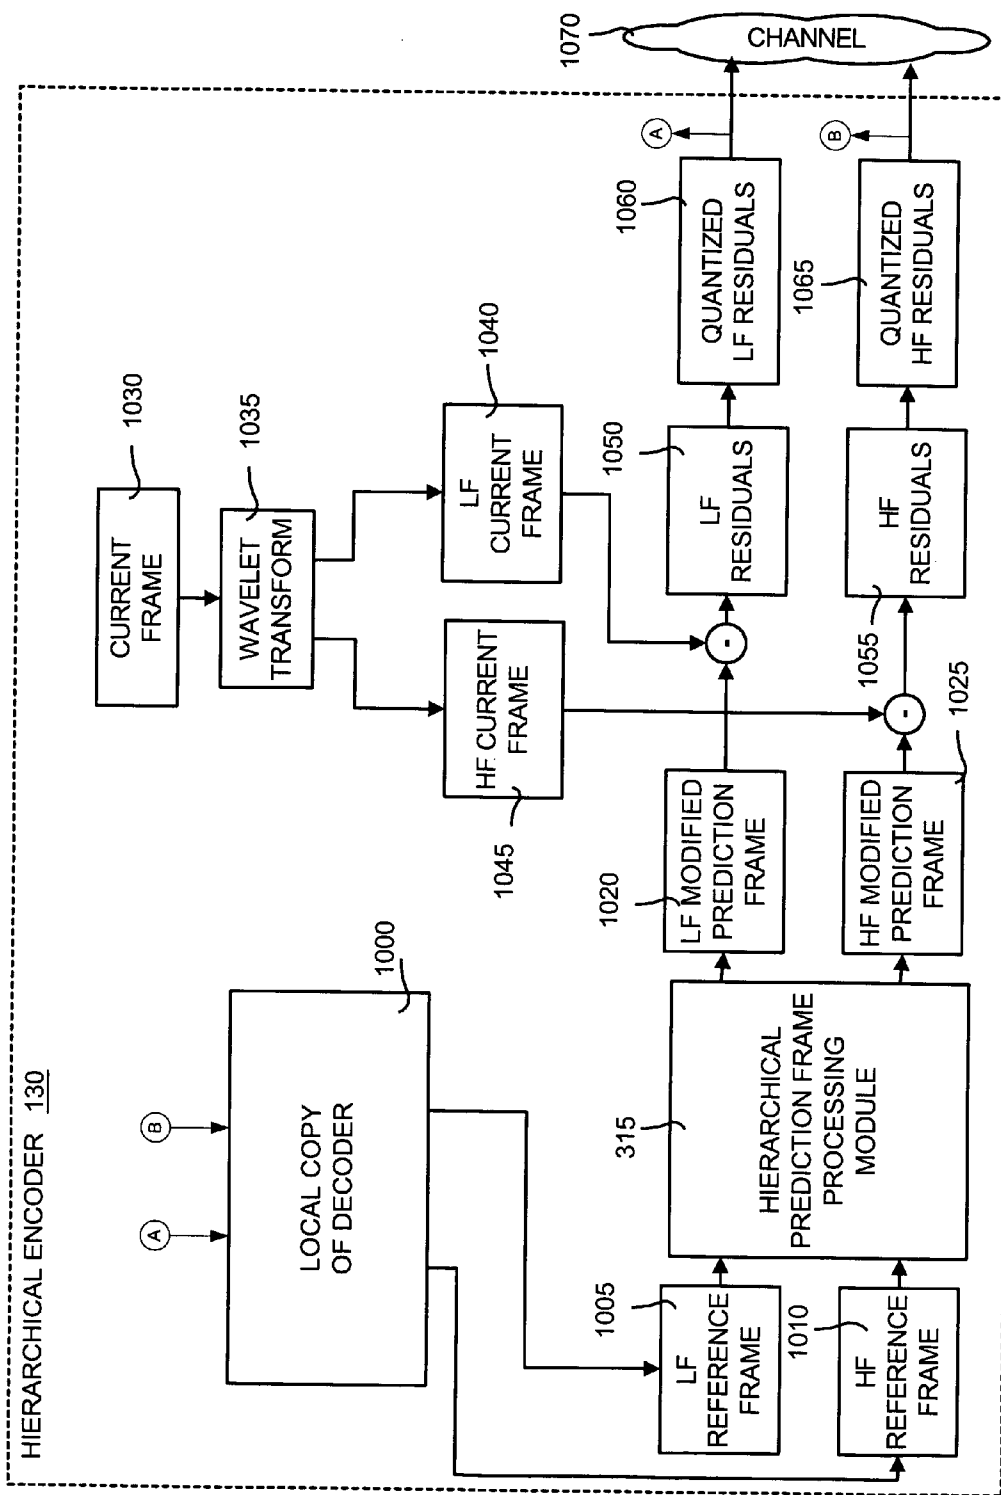 HIERARCHICAL ENCODER 130
A
B
LOCAL COPY
OF DECODER
1000
CURRENT
FRAME
1030
WAVELET
TRANSFORM
1035
HF CURRENT
FRAME
1045
LF
CURRENT
FRAME
1040
LF
REFERENCE
FRAME
1005
HF
REFERENCE
FRAME
1010
315
HIERARCHICAL
PREDICTION FRAME
PROCESSING
MODULE
LF MODIFIED
PREDICTION
FRAME
1020
HF MODIFIED
PREDICTION
FRAME
1025
-
-
LF
RESIDUALS
1050
HF
RESIDUALS
1055
QUANTIZED
LF RESIDUALS
1060
QUANTIZED
HF RESIDUALS
1065
A
B
CHANNEL
1070